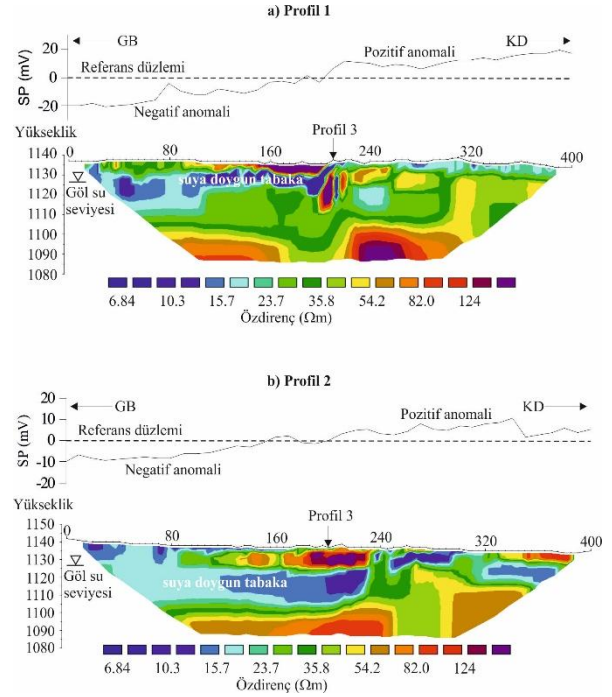 a) Profil 1
GB
KD
SP (mV)
20
0
-20
Referans düzlemi
Pozitif anomali
Negatif anomali
Yükseklik
Profil 3
0 80 160 240 320 400
1140
1130
1120
1110
1100
1090
1080
Göl su
seviyesi
suya doygun tabaka
6.84 10.3 15.7 23.7 35.8 54.2 82.0 124
Özdirenç (Ωm)
b) Profil 2
GB
KD
SP (mV)
20
10
0
-10
-20
Referans düzlemi
Pozitif anomali
Negatif anomali
Yükseklik
Profil 3
0 80 160 240 320 400
1150
1140
1130
1120
1110
1100
1090
1080
Göl su
seviyesi
suya doygun tabaka
6.84 10.3 15.7 23.7 35.8 54.2 82.0 124
Özdirenç (Ωm)